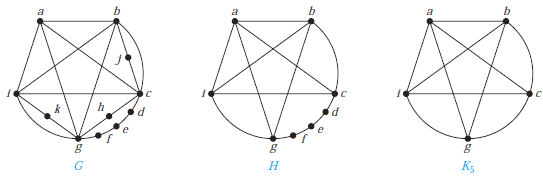 a b a b a b
j
i k h c i c i c
d d
e e
f f
g g g
G H K5